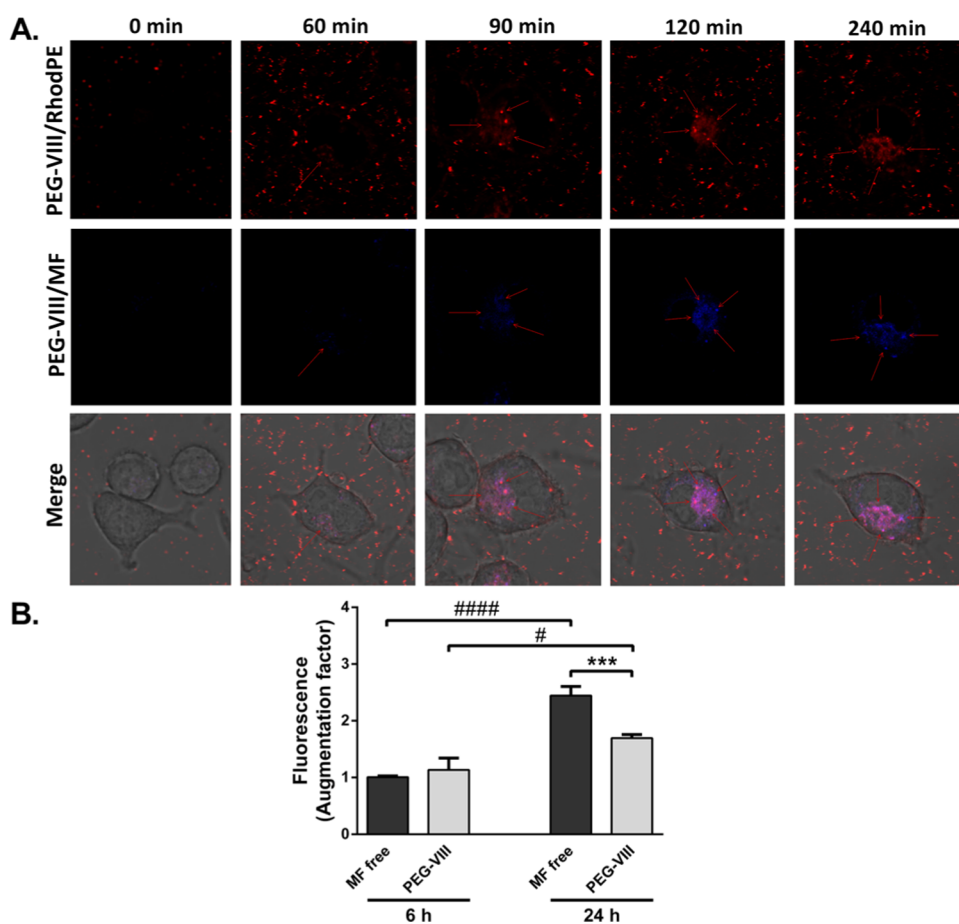 A.
0 min 60 min 90 min 120 min 240 min
PEG-VIII/RhodPE
PEG-VIII/MF
Merge
B.
Fluorescence
(Augmentation factor)
4
3
2
1
0
####
#
***
MF free PEG-VIII MF free PEG-VIII
6 h 24 h